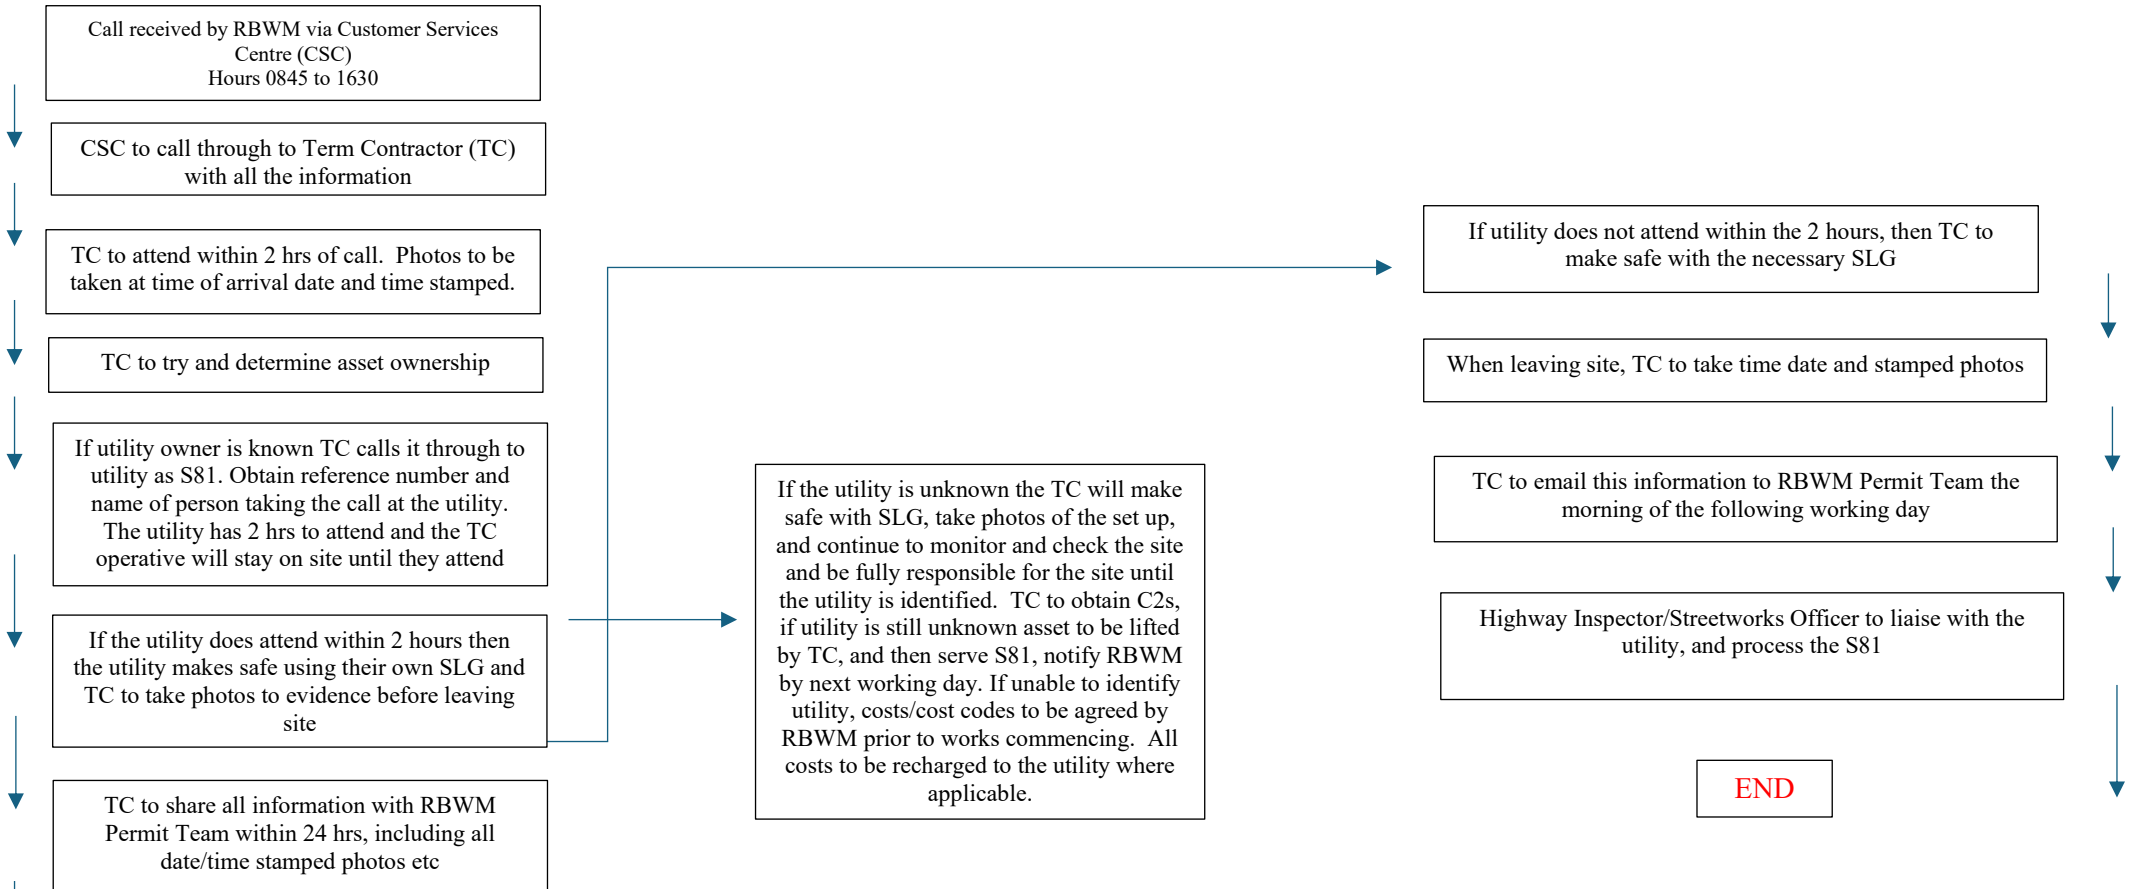 Call received by RBWM via Customer Services
Centre (CSC)
Hours 0845 to 1630
CSC to call through to Term Contractor (TC)
with all the information
TC to attend within 2 hrs of call.  Photos to be
taken at time of arrival date and time stamped.
TC to try and determine asset ownership
If utility owner is known TC calls it through to
utility as S81. Obtain reference number and
name of person taking the call at the utility.
The utility has 2 hrs to attend and the TC
operative will stay on site until they attend
If the utility does attend within 2 hours then
the utility makes safe using their own SLG and
TC to take photos to evidence before leaving
site
TC to share all information with RBWM
Permit Team within 24 hrs, including all
date/time stamped photos etc
If the utility is unknown the TC will make
safe with SLG, take photos of the set up,
and continue to monitor and check the site
and be fully responsible for the site until
the utility is identified.  TC to obtain C2s,
if utility is still unknown asset to be lifted
by TC, and then serve S81, notify RBWM
by next working day. If unable to identify
utility, costs/cost codes to be agreed by
RBWM prior to works commencing.  All
costs to be recharged to the utility where
applicable.
If utility does not attend within the 2 hours, then TC to
make safe with the necessary SLG
When leaving site, TC to take time date and stamped photos
TC to email this information to RBWM Permit Team the
morning of the following working day
Highway Inspector/Streetworks Officer to liaise with the
utility, and process the S81
END